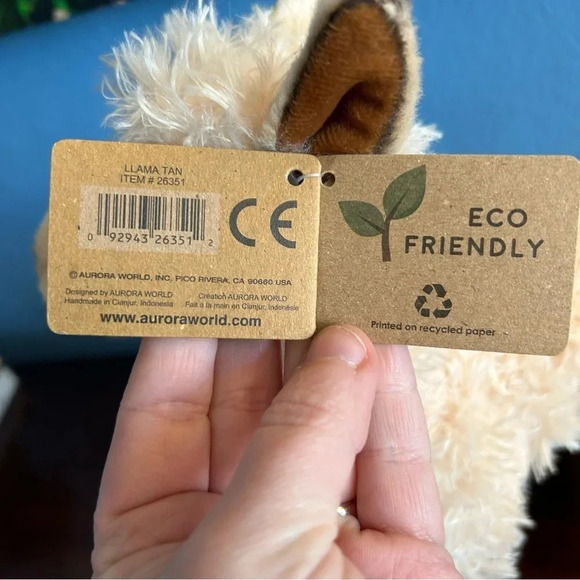 LLAMA TAN
ITEM # 26351
0 92943 26351 2
CE
© AURORA WORLD, INC. PICO RIVERA, CA 90660 USA
Designed by AURORA WORLD
Handmade in Cianjur, Indonesia
Création AURORA WORLD
Fait à la main en Cianjur, Indonésie
www.auroraworld.com
ECO
FRIENDLY
Printed on recycled paper